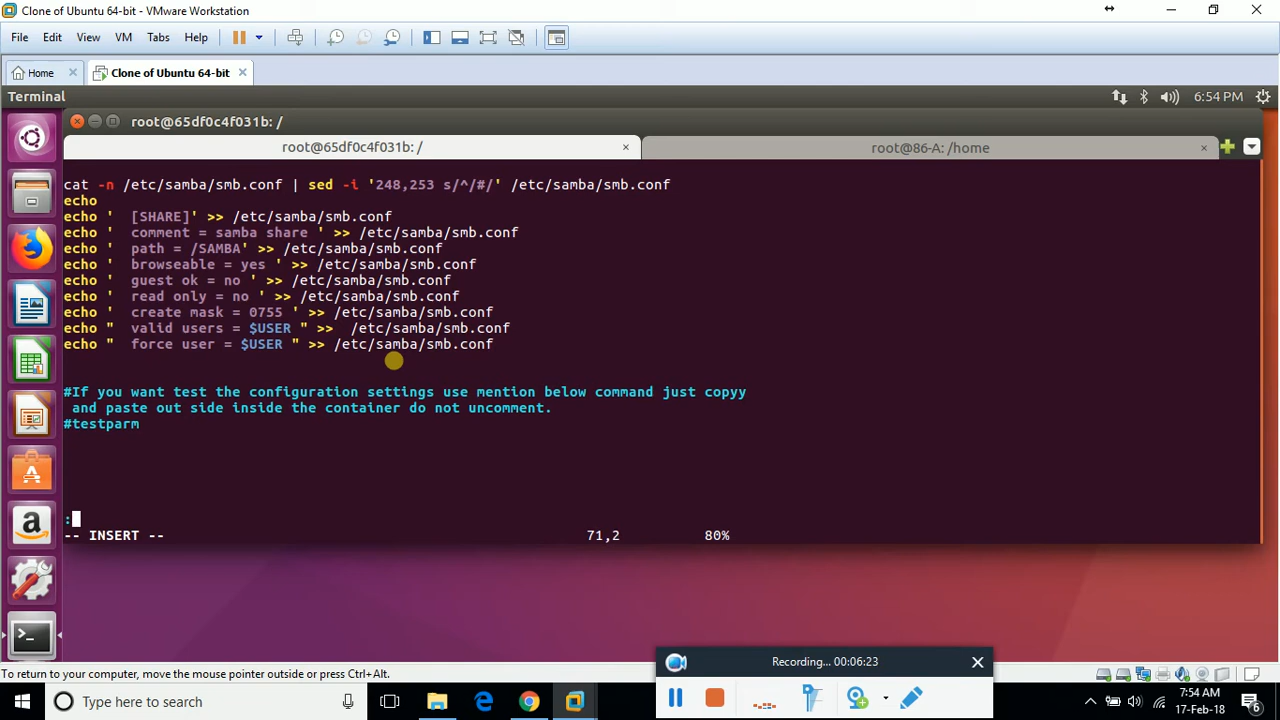 Clone of Ubuntu 64-bit - VMware Workstation
File Edit View VM Tabs Help
Home Clone of Ubuntu 64-bit
Terminal 6:54 PM
root@65df0c4f031b: /
root@65df0c4f031b: / root@86-A: /home
cat -n /etc/samba/smb.conf | sed -i '248,253 s/^/#/' /etc/samba/smb.conf
echo
echo '  [SHARE]' >> /etc/samba/smb.conf
echo '  comment = samba share ' >> /etc/samba/smb.conf
echo '  path = /SAMBA' >> /etc/samba/smb.conf
echo '  browseable = yes ' >> /etc/samba/smb.conf
echo '  guest ok = no ' >> /etc/samba/smb.conf
echo '  read only = no ' >> /etc/samba/smb.conf
echo '  create mask = 0755 ' >> /etc/samba/smb.conf
echo "  valid users = $USER " >>  /etc/samba/smb.conf
echo "  force user = $USER " >> /etc/samba/smb.conf
#If you want test the configuration settings use mention below command just copyy
 and paste out side inside the container do not uncomment.
#testparm
:
-- INSERT -- 71,2 80%
Recording... 00:06:23
To return to your computer, move the mouse pointer outside or press Ctrl+Alt.
Type here to search
7:54 AM
17-Feb-18
6